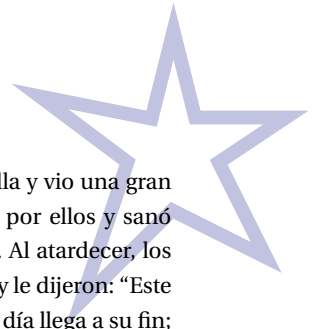 lla y vio una gran
por ellos y sanó
. Al atardecer, los
y le dijeron: “Este
día llega a su fin;